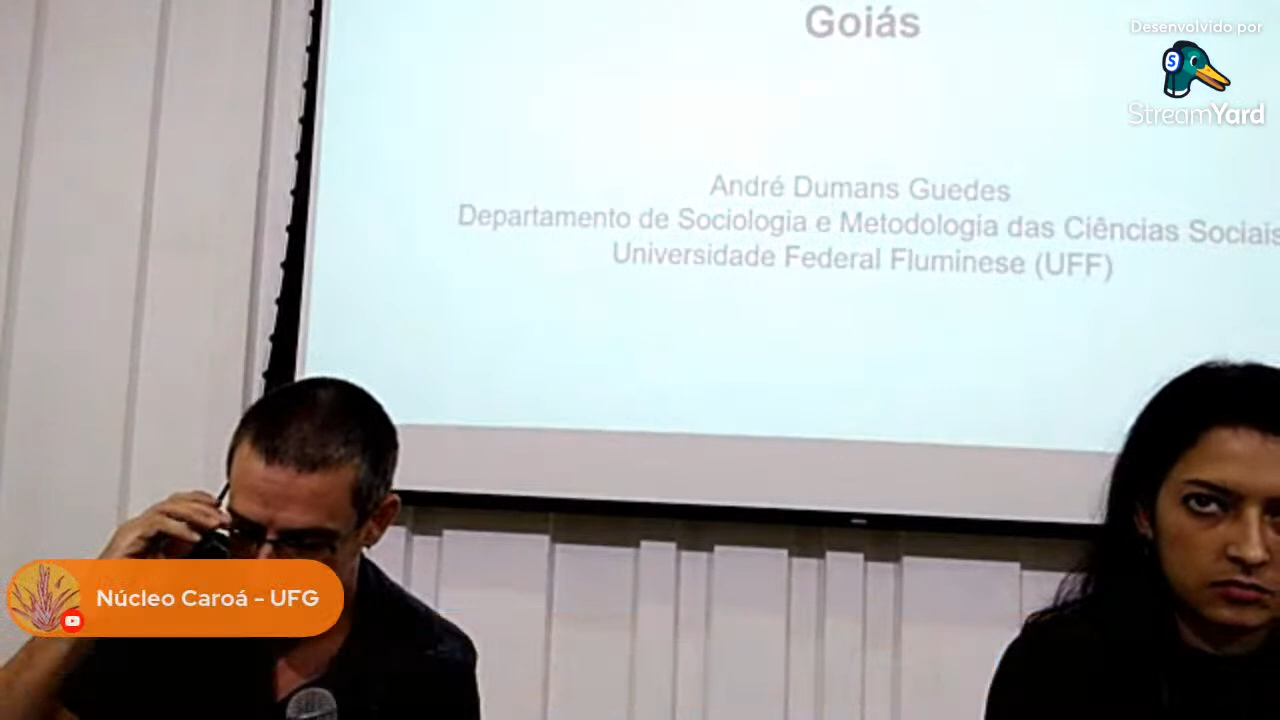 Goiás
Desenvolvido por
S
StreamYard
André Dumans Guedes
Departamento de Sociologia e Metodologia das Ciências Sociais
Universidade Federal Fluminese (UFF)
Núcleo Caroá - UFG